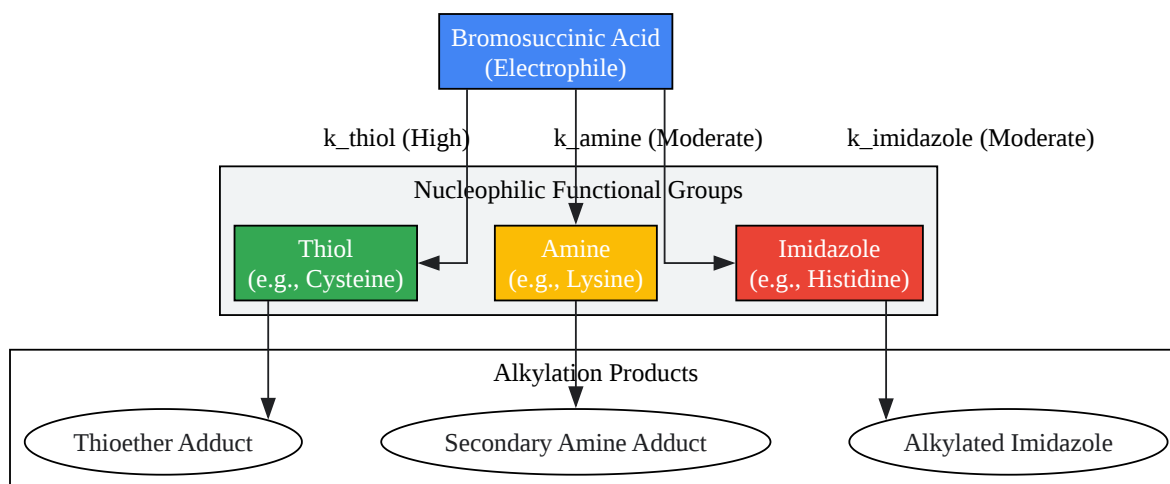 Bromosuccinic Acid
(Electrophile)
k_thiol (High)
k_amine (Moderate)
k_imidazole (Moderate)
Nucleophilic Functional Groups
Thiol
(e.g., Cysteine)
Amine
(e.g., Lysine)
Imidazole
(e.g., Histidine)
Alkylation Products
Thioether Adduct
Secondary Amine Adduct
Alkylated Imidazole